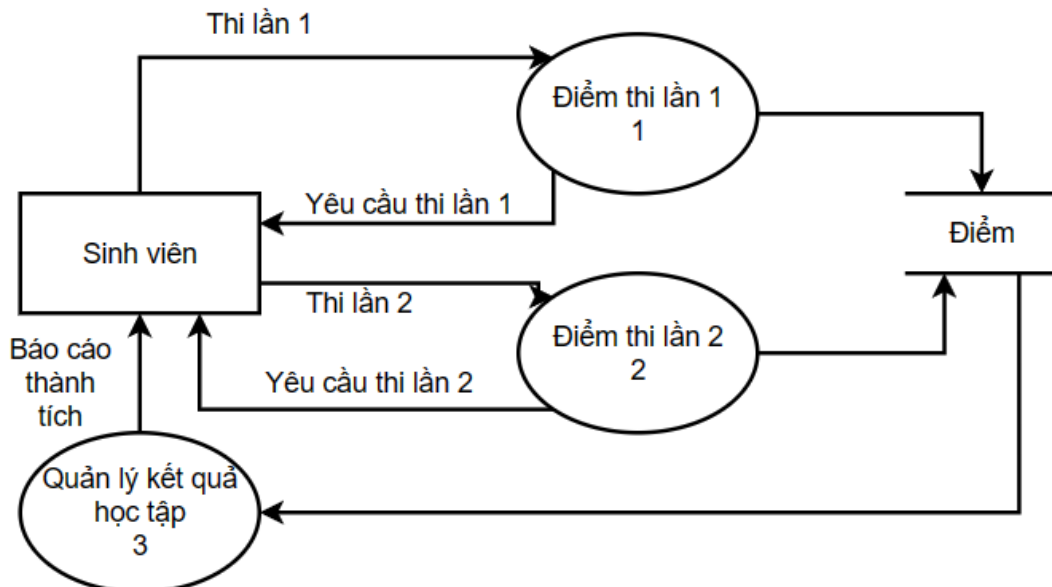 Thi lần 1
Điểm thi lần 1
1
Yêu cầu thi lần 1
Sinh viên
Điểm
Thi lần 2
Điểm thi lần 2
2
Báo cáo
thành
tích
Yêu cầu thi lần 2
Quản lý kết quả
học tập
3